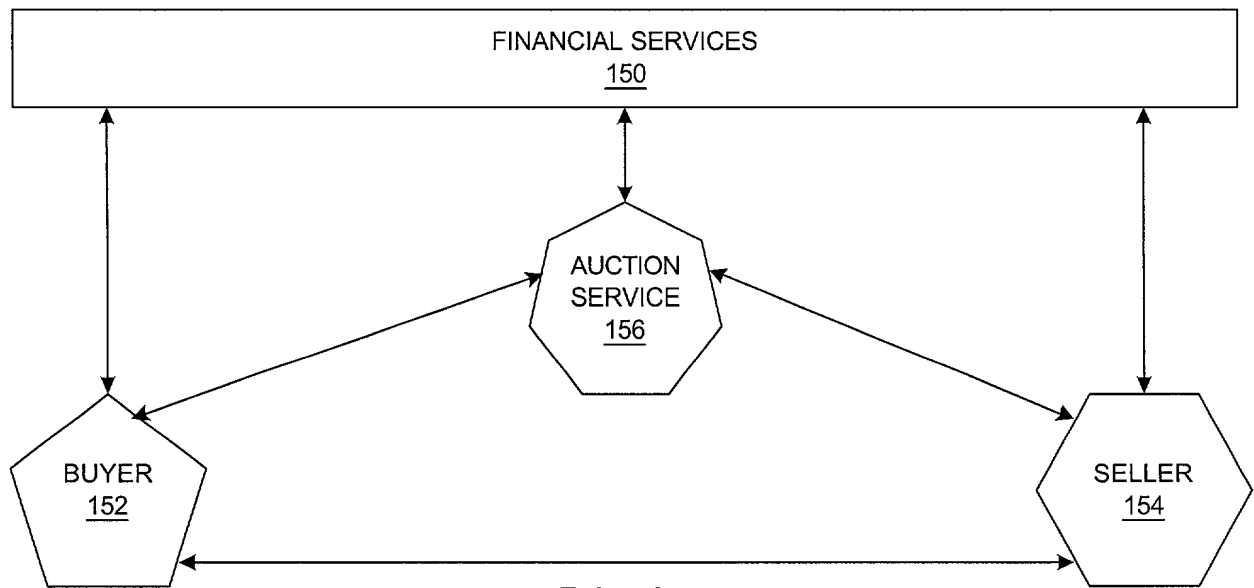 FINANCIAL SERVICES
150
AUCTION
SERVICE
156
BUYER
152
SELLER
154